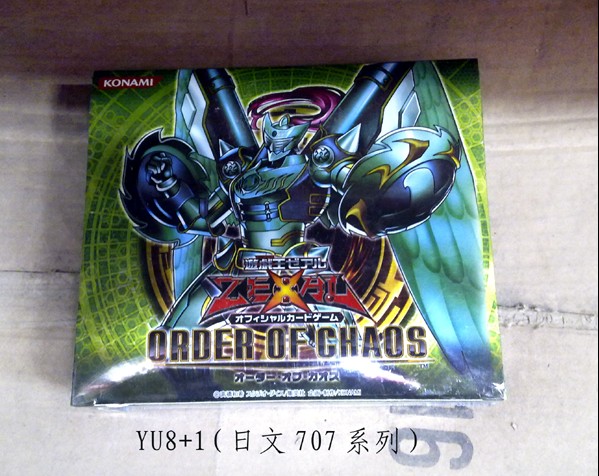 KONAMI
遊戯王ゼアル
ZEXAL
オフィシャルカードゲーム
ORDER OF CHAOS
オーダー・オブ・カオス
YU8+1(日文707系列)